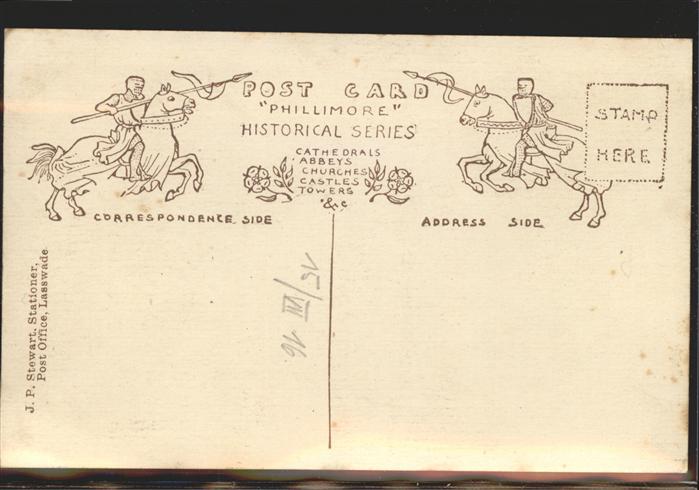 POST CARD
"PHILLIMORE"
HISTORICAL SERIES
CATHEDRALS
ABBEYS
CHURCHES
CASTLES
TOWERS
&c
CORRESPONDENCE SIDE
ADDRESS SIDE
STAMP
HERE
J. P. Stewart, Stationer,
Post Office, Lasswade